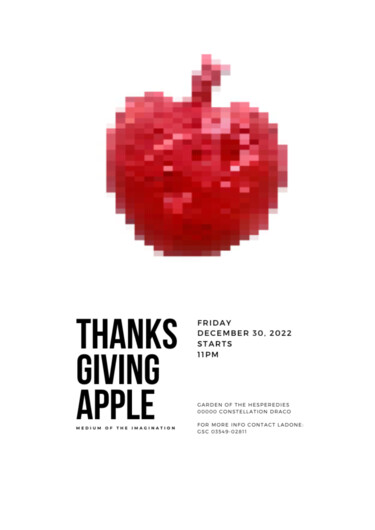 THANKS
GIVING
APPLE
MEDIUM OF THE IMAGINATION
FRIDAY
DECEMBER 30, 2022
STARTS
11PM
GARDEN OF THE HESPEREDIES
00000 CONSTELLATION DRACO
FOR MORE INFO CONTACT LADONE:
GSC 03549-02811